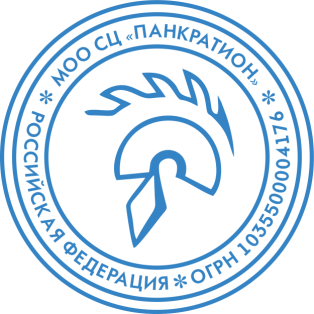 МОО СЦ «ПАНКРАТИОН»
РОССИЙСКАЯ ФЕДЕРАЦИЯ
ОГРН 1035500004176